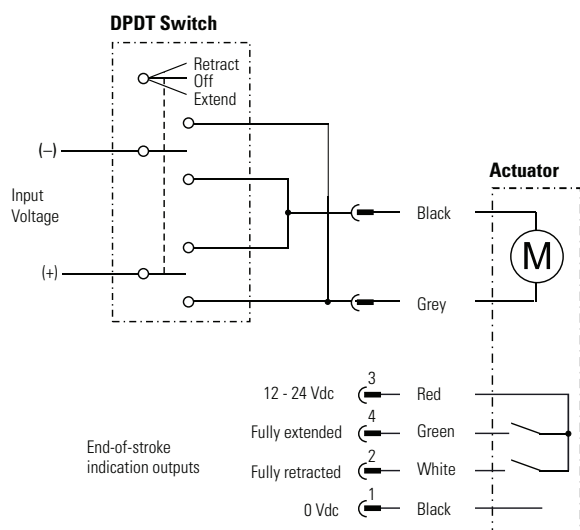 DPDT Switch
Retract
Off
Extend
(–)
Input
Voltage
(+)
Actuator
Black
M
Grey
12 - 24 Vdc
3
Red
Fully extended
4
Green
End-of-stroke
indication outputs
Fully retracted
2
White
0 Vdc
1
Black